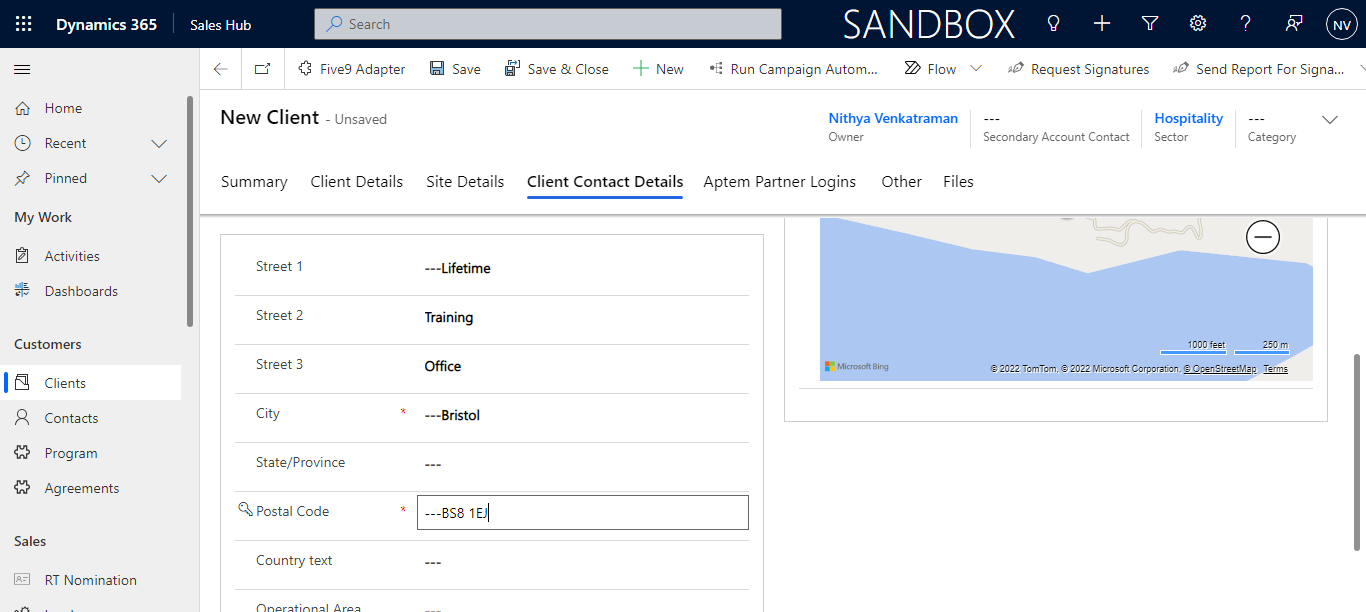 Dynamics 365
Sales Hub
Search
SANDBOX
NV
Five9 Adapter
Save
Save & Close
New
Run Campaign Autom...
Flow
Request Signatures
Send Report For Signa...
Home
Recent
Pinned
My Work
Activities
Dashboards
Customers
Clients
Contacts
Program
Agreements
Sales
RT Nomination
New Client - Unsaved
Nithya Venkatraman
Owner
---
Secondary Account Contact
Hospitality
Sector
---
Category
Summary
Client Details
Site Details
Client Contact Details
Aptem Partner Logins
Other
Files
Street 1 ---Lifetime
Street 2 Training
Street 3 Office
City * ---Bristol
State/Province ---
Postal Code * ---BS8 1EJ
Country text ---
Operational Area ---
1000 feet 250 m
Microsoft Bing
© 2022 TomTom, © 2022 Microsoft Corporation, © OpenStreetMap Terms